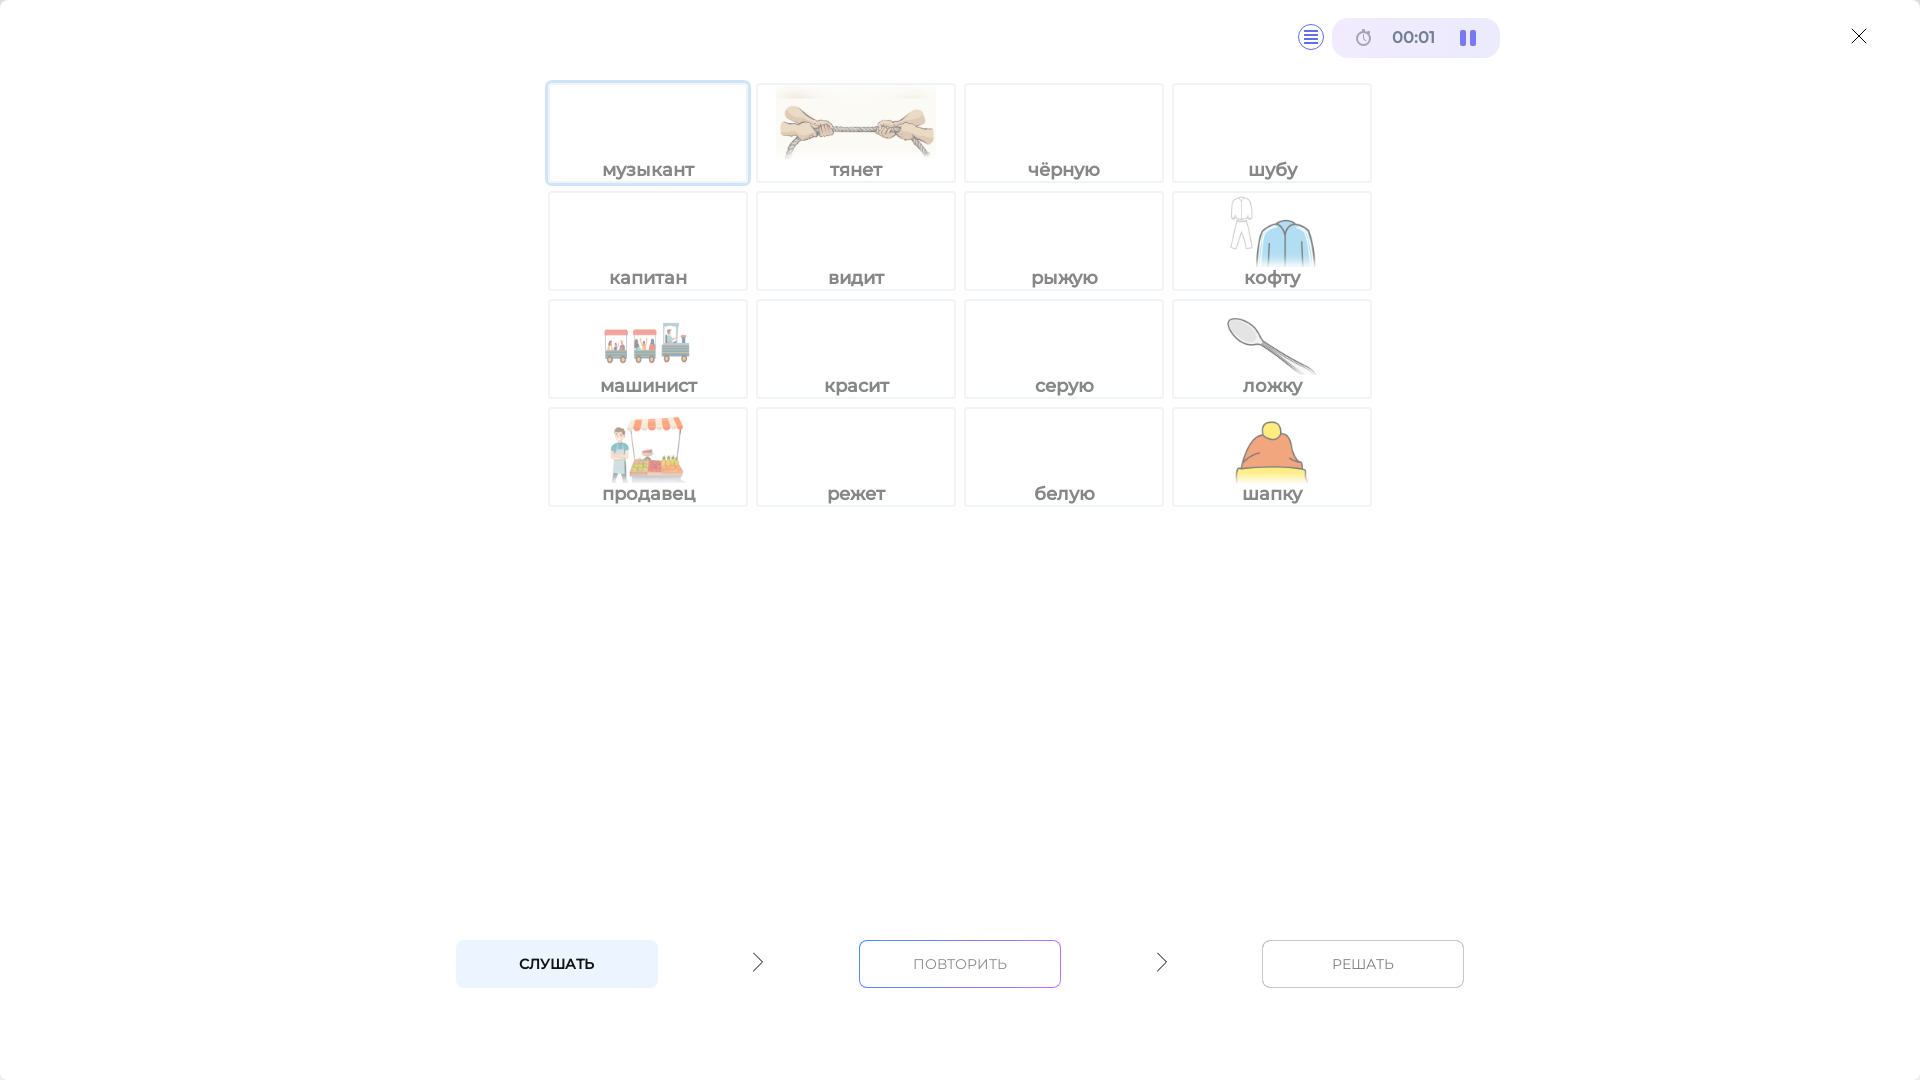 00:01
музыкант тянет чёрную шубу
капитан видит рыжую кофту
машинист красит серую ложку
продавец режет белую шапку
СЛУШАТЬ ПОВТОРИТЬ РЕШАТЬ